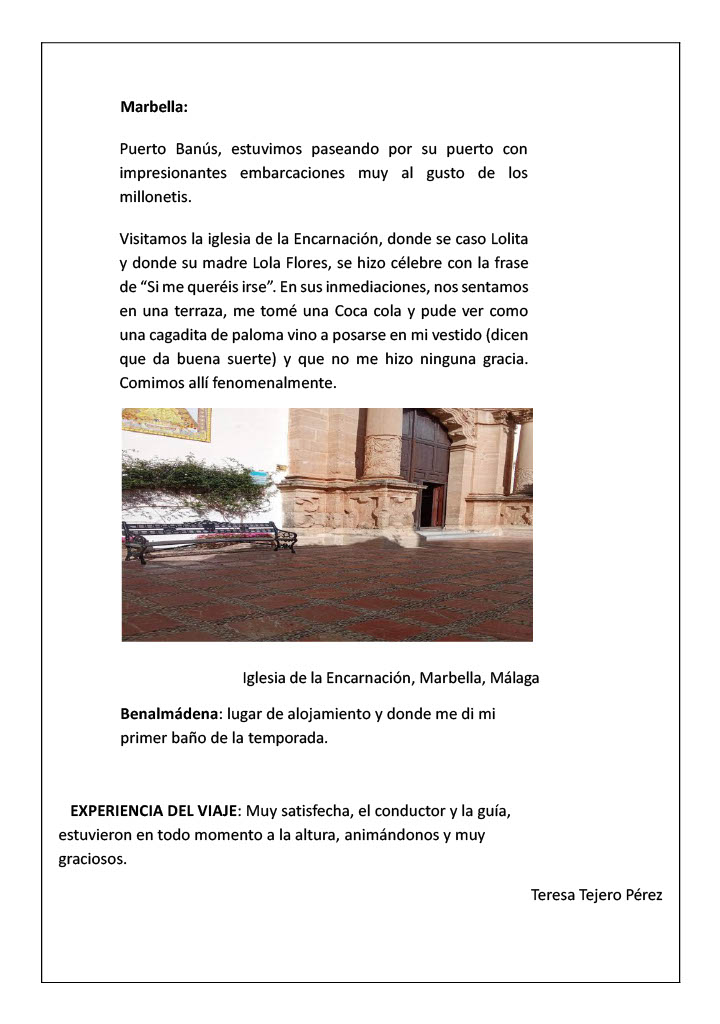 Marbella:
Puerto Banús, estuvimos paseando por su puerto con
impresionantes embarcaciones muy al gusto de los
millonetis.
Visitamos la iglesia de la Encarnación, donde se caso Lolita
y donde su madre Lola Flores, se hizo célebre con la frase
de “Si me queréis irse”. En sus inmediaciones, nos sentamos
en una terraza, me tomé una Coca cola y pude ver como
una cagadita de paloma vino a posarse en mi vestido (dicen
que da buena suerte) y que no me hizo ninguna gracia.
Comimos allí fenomenalmente.
Iglesia de la Encarnación, Marbella, Málaga
Benalmádena: lugar de alojamiento y donde me di mi
primer baño de la temporada.
EXPERIENCIA DEL VIAJE: Muy satisfecha, el conductor y la guía,
estuvieron en todo momento a la altura, animándonos y muy
graciosos.
Teresa Tejero Pérez